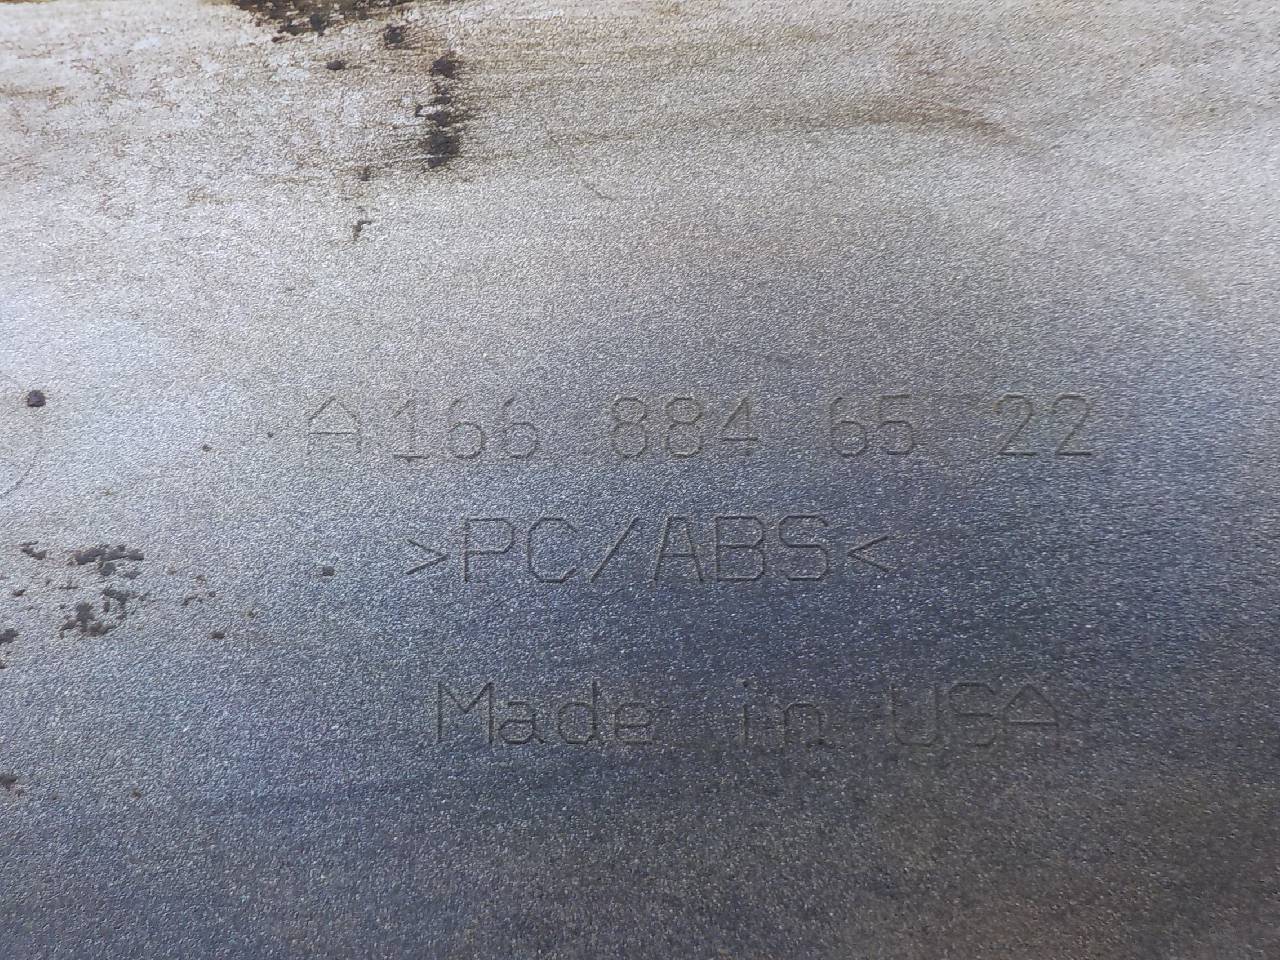 A166 884 65 22
>PC/ABS<
Made in USA